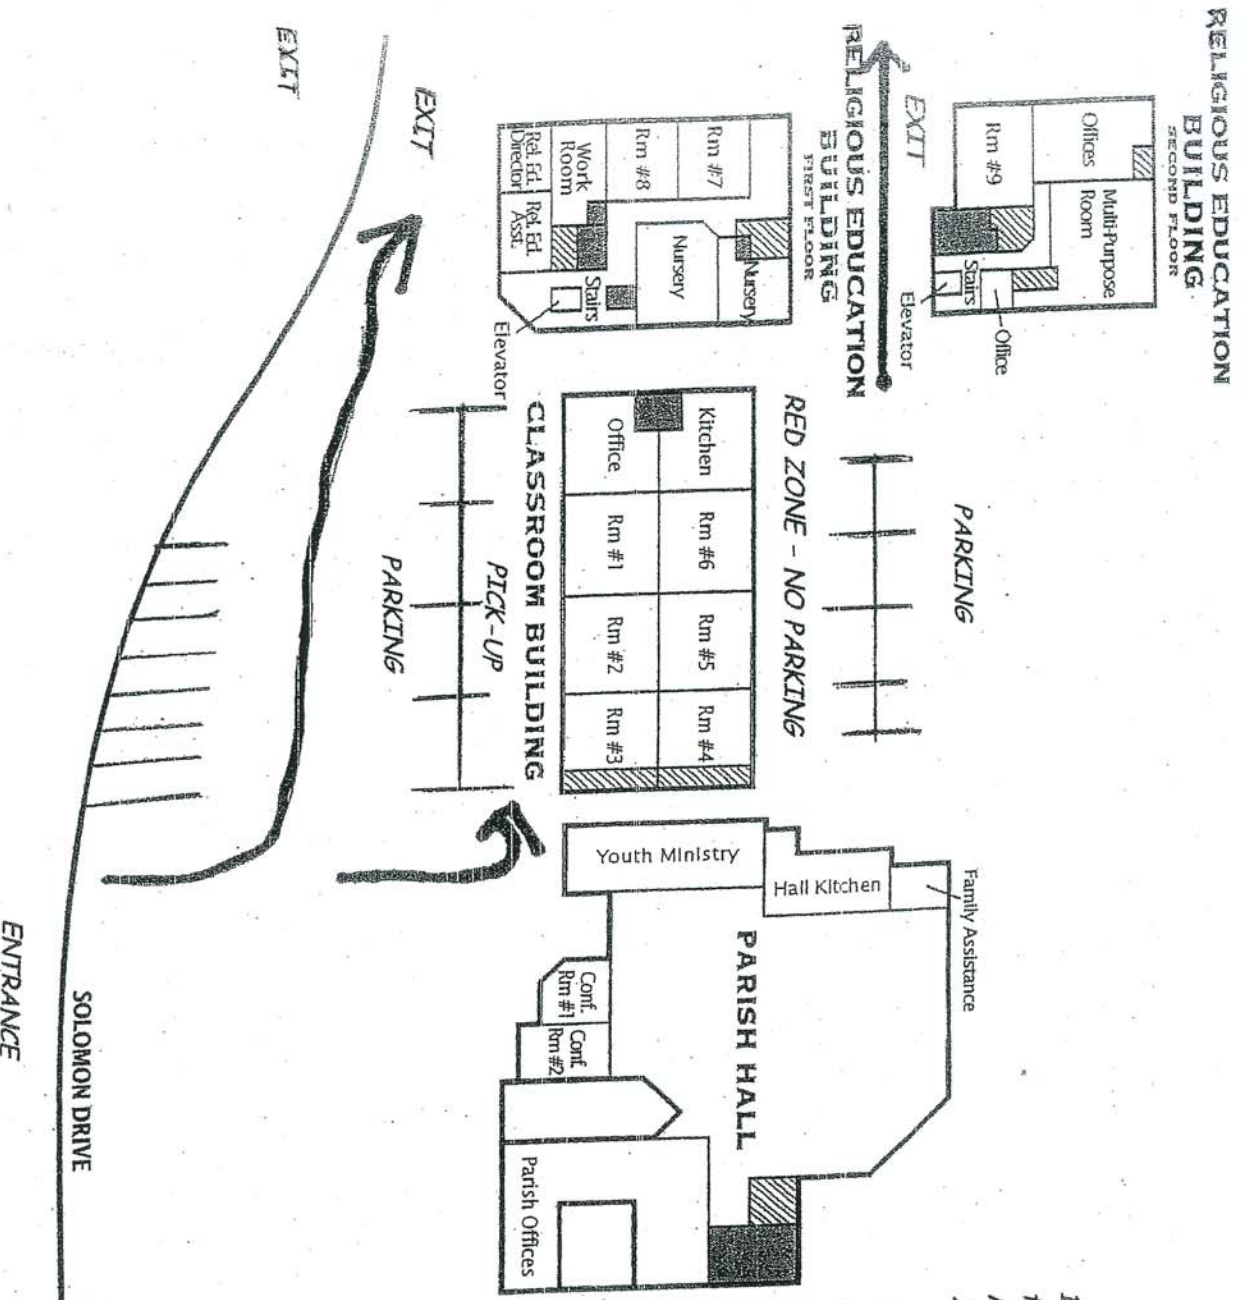 RELIGIOUS EDUCATION
BUILDING
SECOND FLOOR
Offices
Rm #9
Multi-Purpose
Room
Stairs
Office
Elevator
EXIT
RELIGIOUS EDUCATION
BUILDING
FIRST FLOOR
Rm #7
Rm #8
Work
Room
Rel. Ed.
Director
Rel. Ed.
Asst.
Nursery
Nursery
Stairs
Elevator
EXIT
EXIT
PARKING
RED ZONE - NO PARKING
Kitchen
Rm #6
Rm #5
Rm #4
Office
Rm #1
Rm #2
Rm #3
CLASSROOM BUILDING
PICK-UP
PARKING
Family Assistance
Hall Kitchen
Youth Ministry
PARISH HALL
Conf.
Rm #1
Conf.
Rm #2
Parish Offices
SOLOMON DRIVE
ENTRANCE